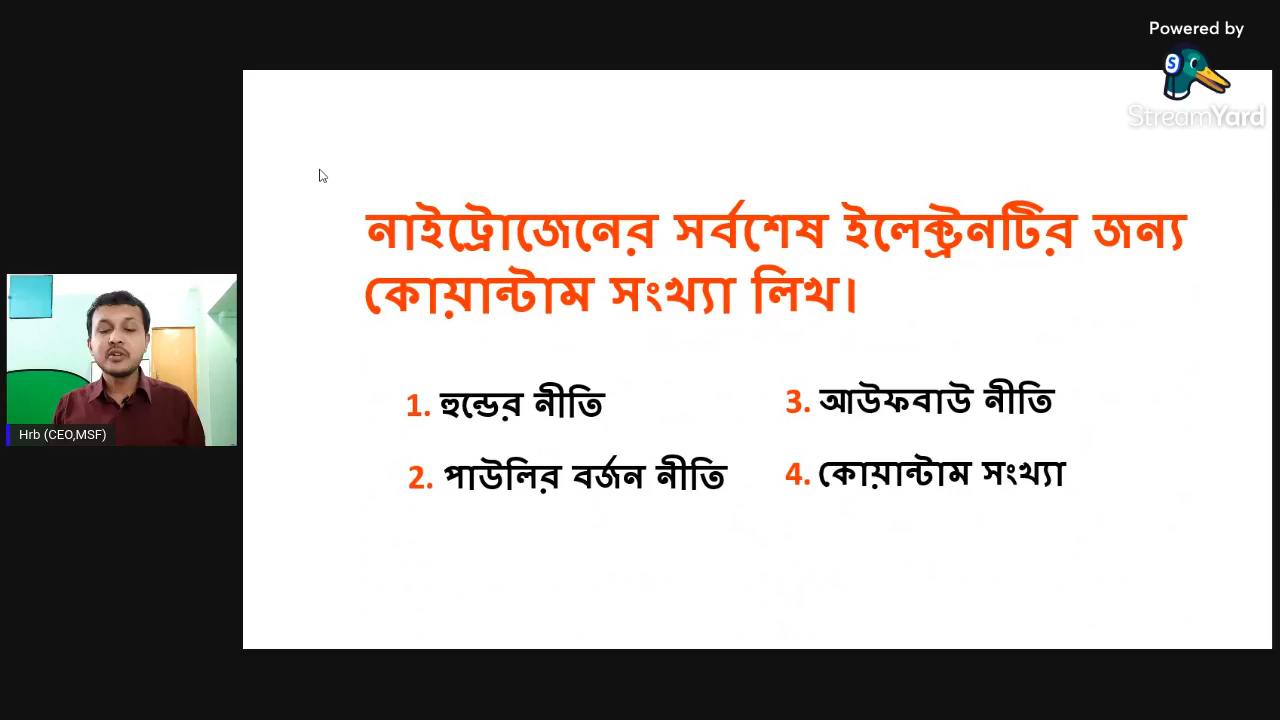 Powered by
StreamYard
নাইট্রোজেনের সর্বশেষ ইলেক্ট্রনটির জন্য
কোয়ান্টাম সংখ্যা লিখ।
1. হুন্ডের নীতি
3. আউফবাউ নীতি
2. পাউলির বর্জন নীতি
4. কোয়ান্টাম সংখ্যা
Hrb (CEO,MSF)